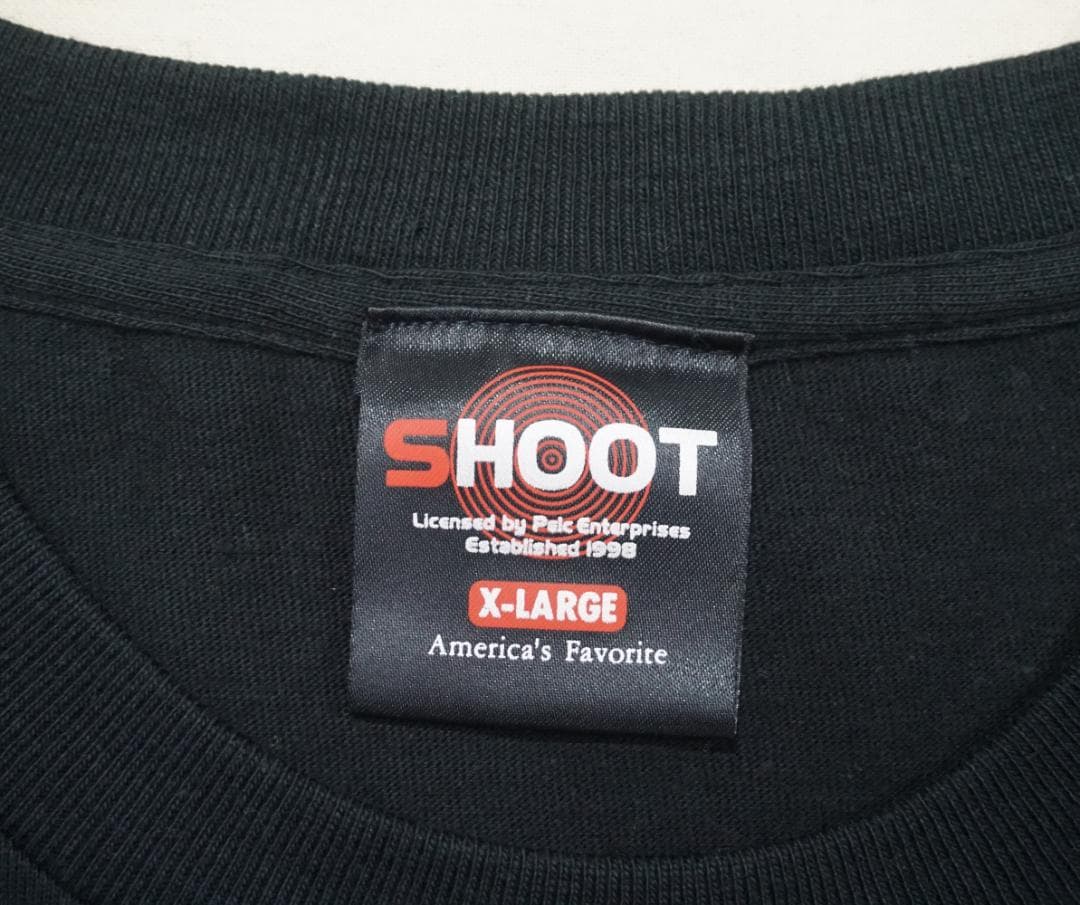 SHOOT
Licensed by Pelc Enterprises
Established 1998
X-LARGE
America's Favorite